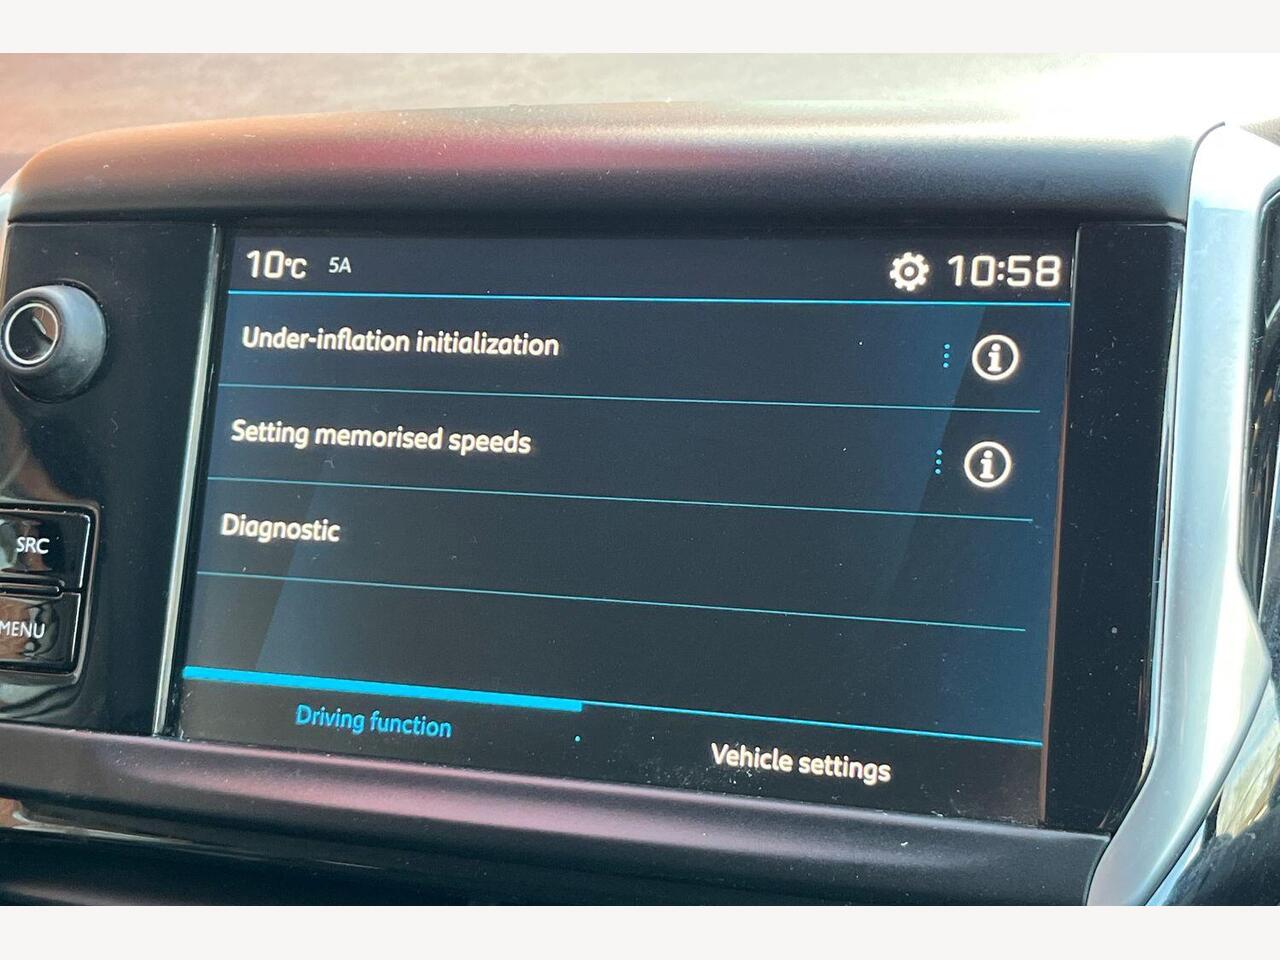 10°C 5A 10:58
Under-inflation initialization
Setting memorised speeds
Diagnostic
SRC
MENU
Driving function
Vehicle settings